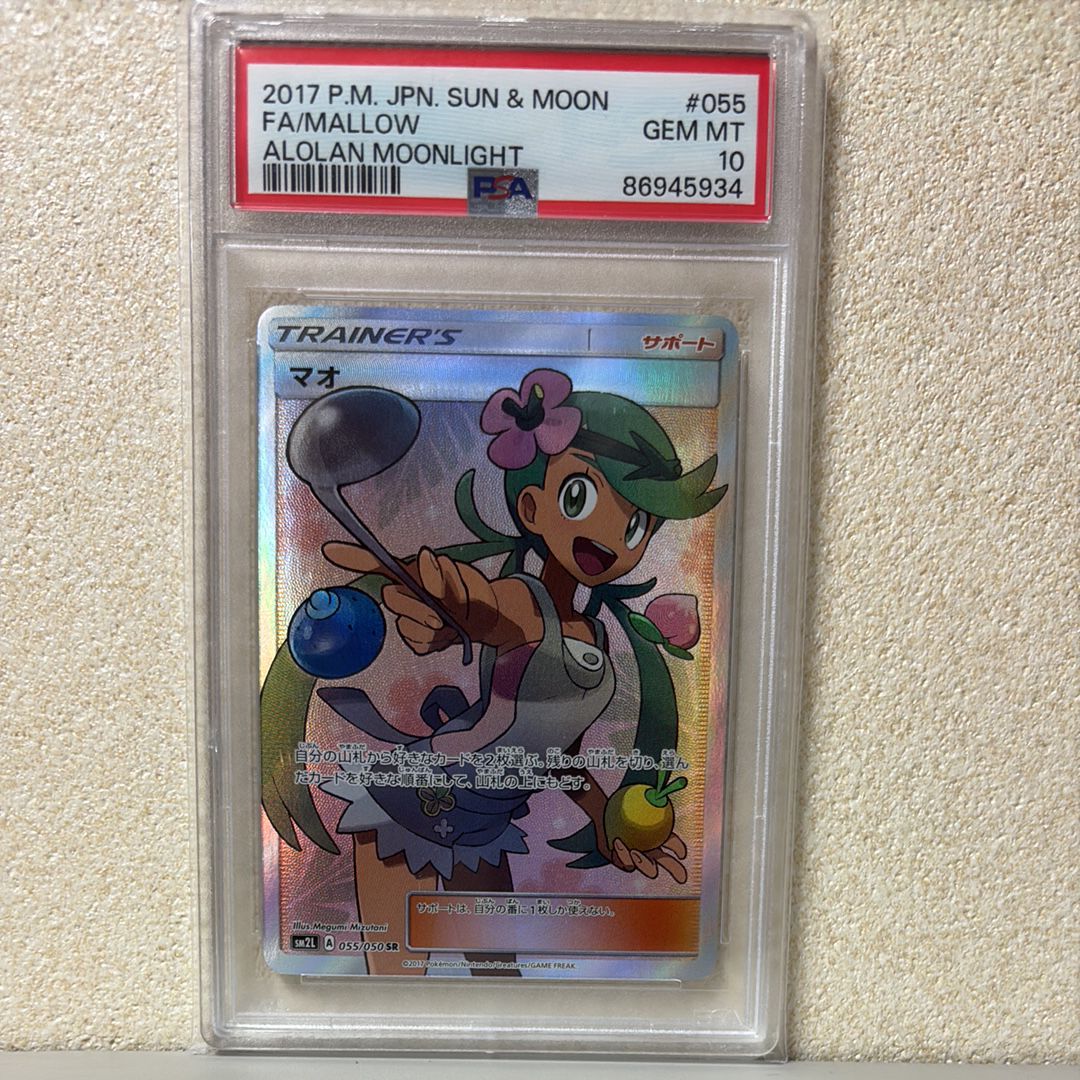 2017 P.M. JPN. SUN & MOON #055
FA/MALLOW GEM MT
ALOLAN MOONLIGHT 10
PSA 86945934
TRAINER'S サポート
マオ
自分の山札から好きなカードを2枚選ぶ。残りの山札を切り、選ん
だカードを好きな順番にして、山札の上にもどす。
サポートは、自分の番に1枚しか使えない。
Illus. Megumi Mizutani
SM2L A 055/050 SR
©2017 Pokémon/Nintendo/Creatures/GAME FREAK.